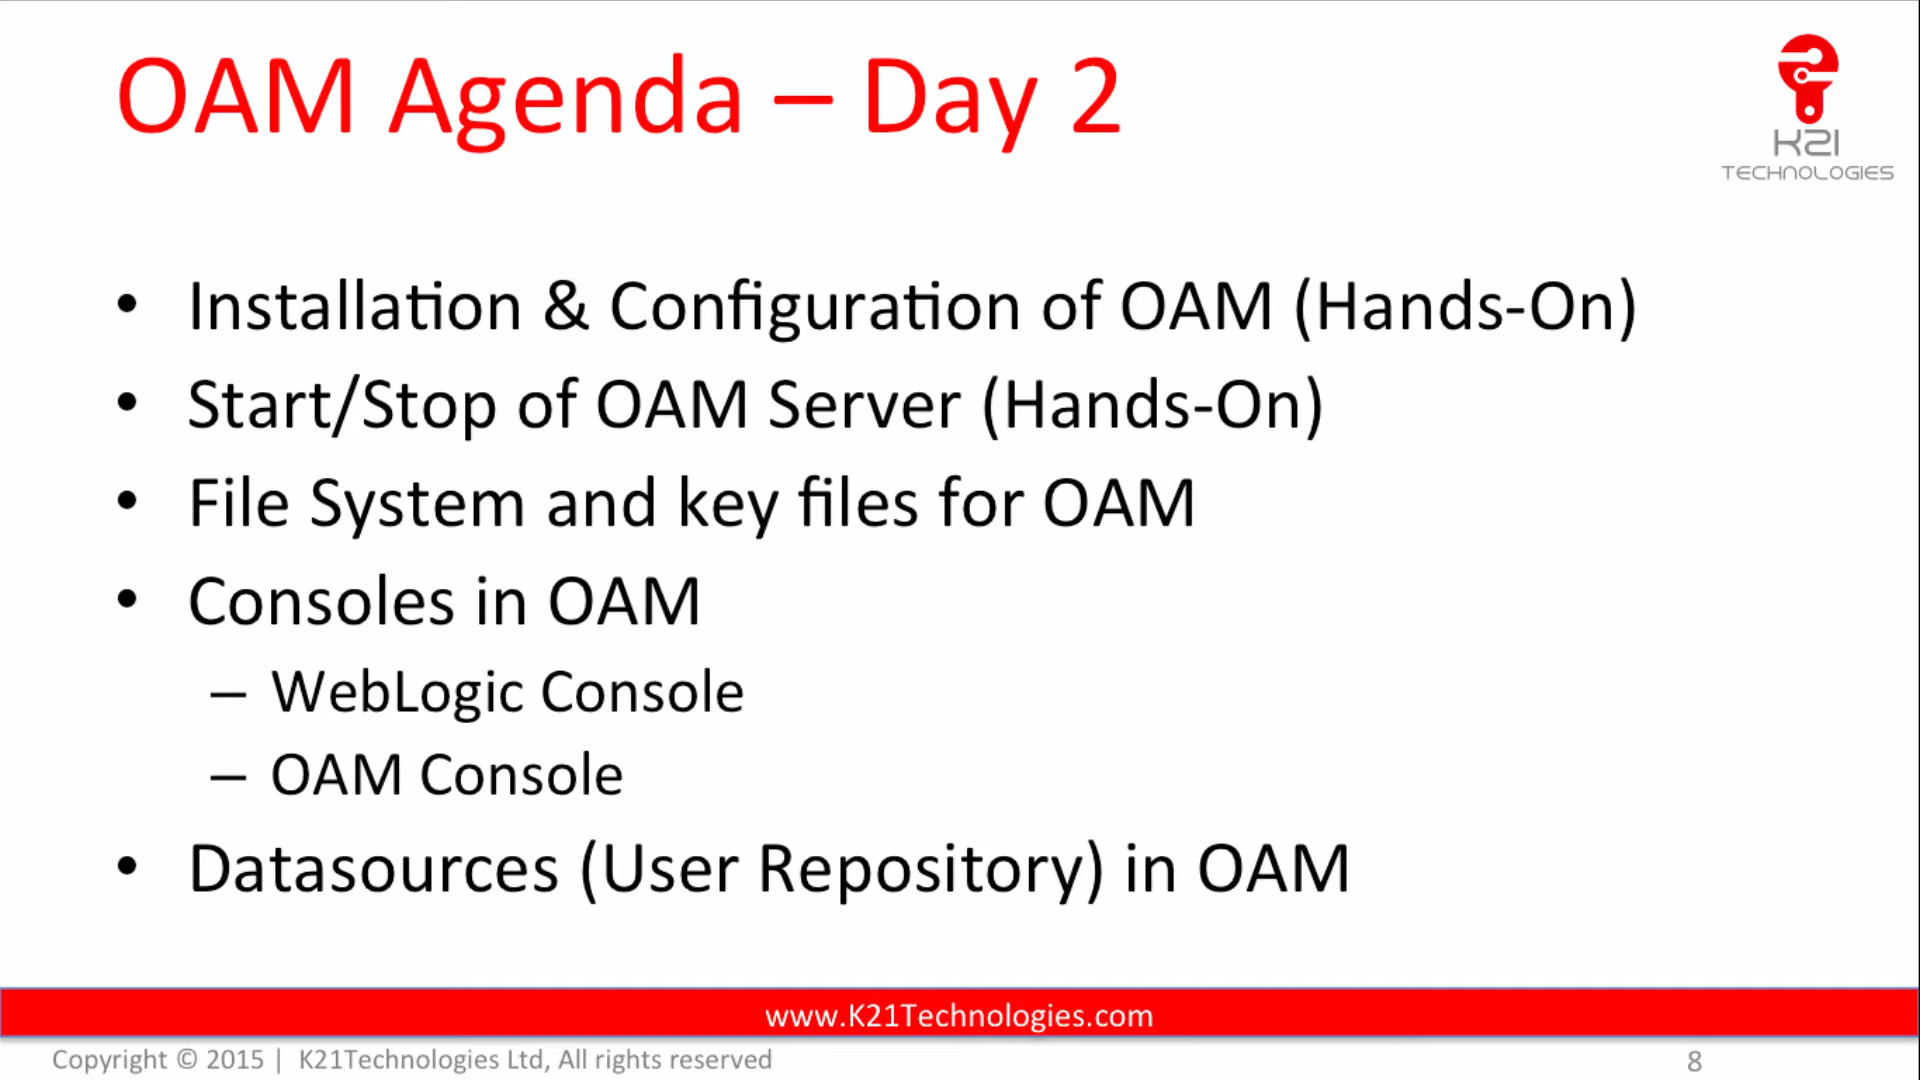 OAM Agenda – Day 2
K21
TECHNOLOGIES
• Installation & Configuration of OAM (Hands-On)
• Start/Stop of OAM Server (Hands-On)
• File System and key files for OAM
• Consoles in OAM
– WebLogic Console
– OAM Console
• Datasources (User Repository) in OAM
www.K21Technologies.com
Copyright © 2015 | K21Technologies Ltd, All rights reserved
8